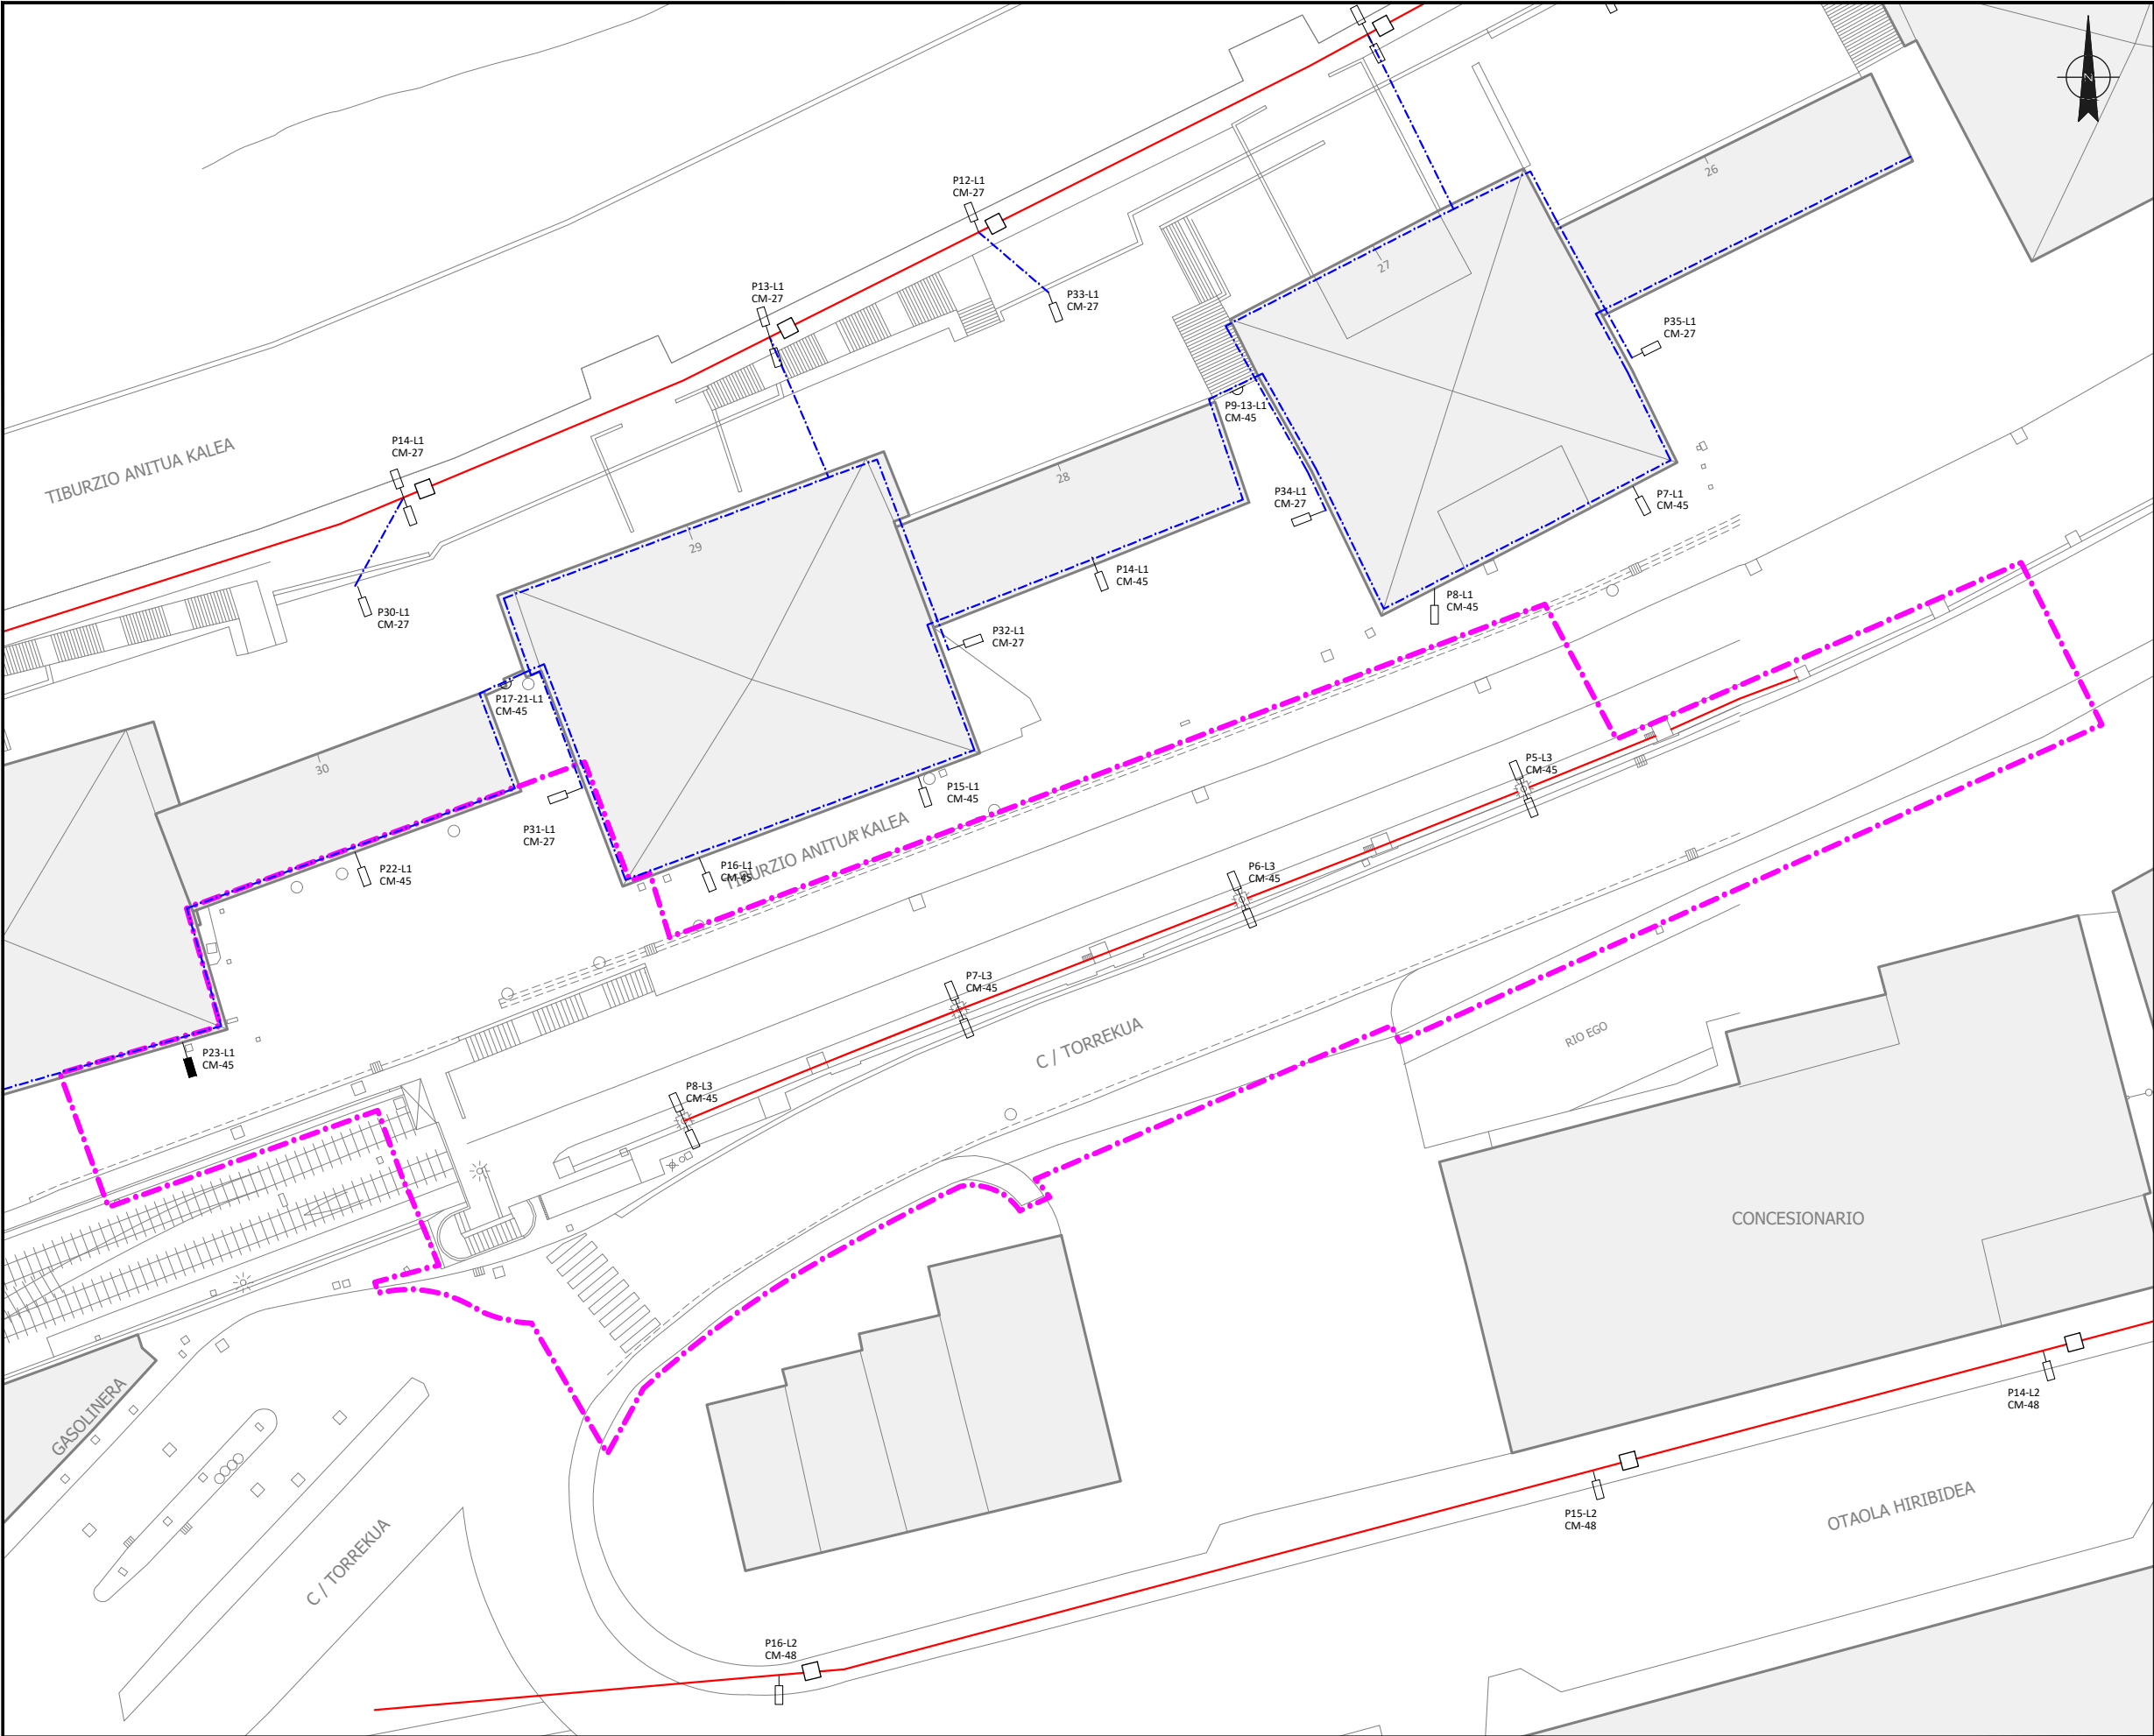 N
26
P12-L1
CM-27
27
P13-L1
CM-27
P33-L1
CM-27
P35-L1
CM-27
P9-13-L1
CM-45
P14-L1
CM-27
TIBURZIO ANITUA KALEA
28
P34-L1
CM-27
P7-L1
CM-45
29
P14-L1
CM-45
P8-L1
CM-45
P30-L1
CM-27
P32-L1
CM-27
P17-21-L1
CM-45
30
P5-L3
CM-45
P15-L1
CM-45
P31-L1
CM-27
TIBURZIO ANITUA KALEA
P16-L1
CM-45
P22-L1
CM-45
P6-L3
CM-45
P7-L3
CM-45
C / TORREKUA
RIO EGO
P23-L1
CM-45
P8-L3
CM-45
CONCESIONARIO
GASOLINERA
P14-L2
CM-48
P15-L2
CM-48
OTAOLA HIRIBIDEA
C / TORREKUA
P16-L2
CM-48